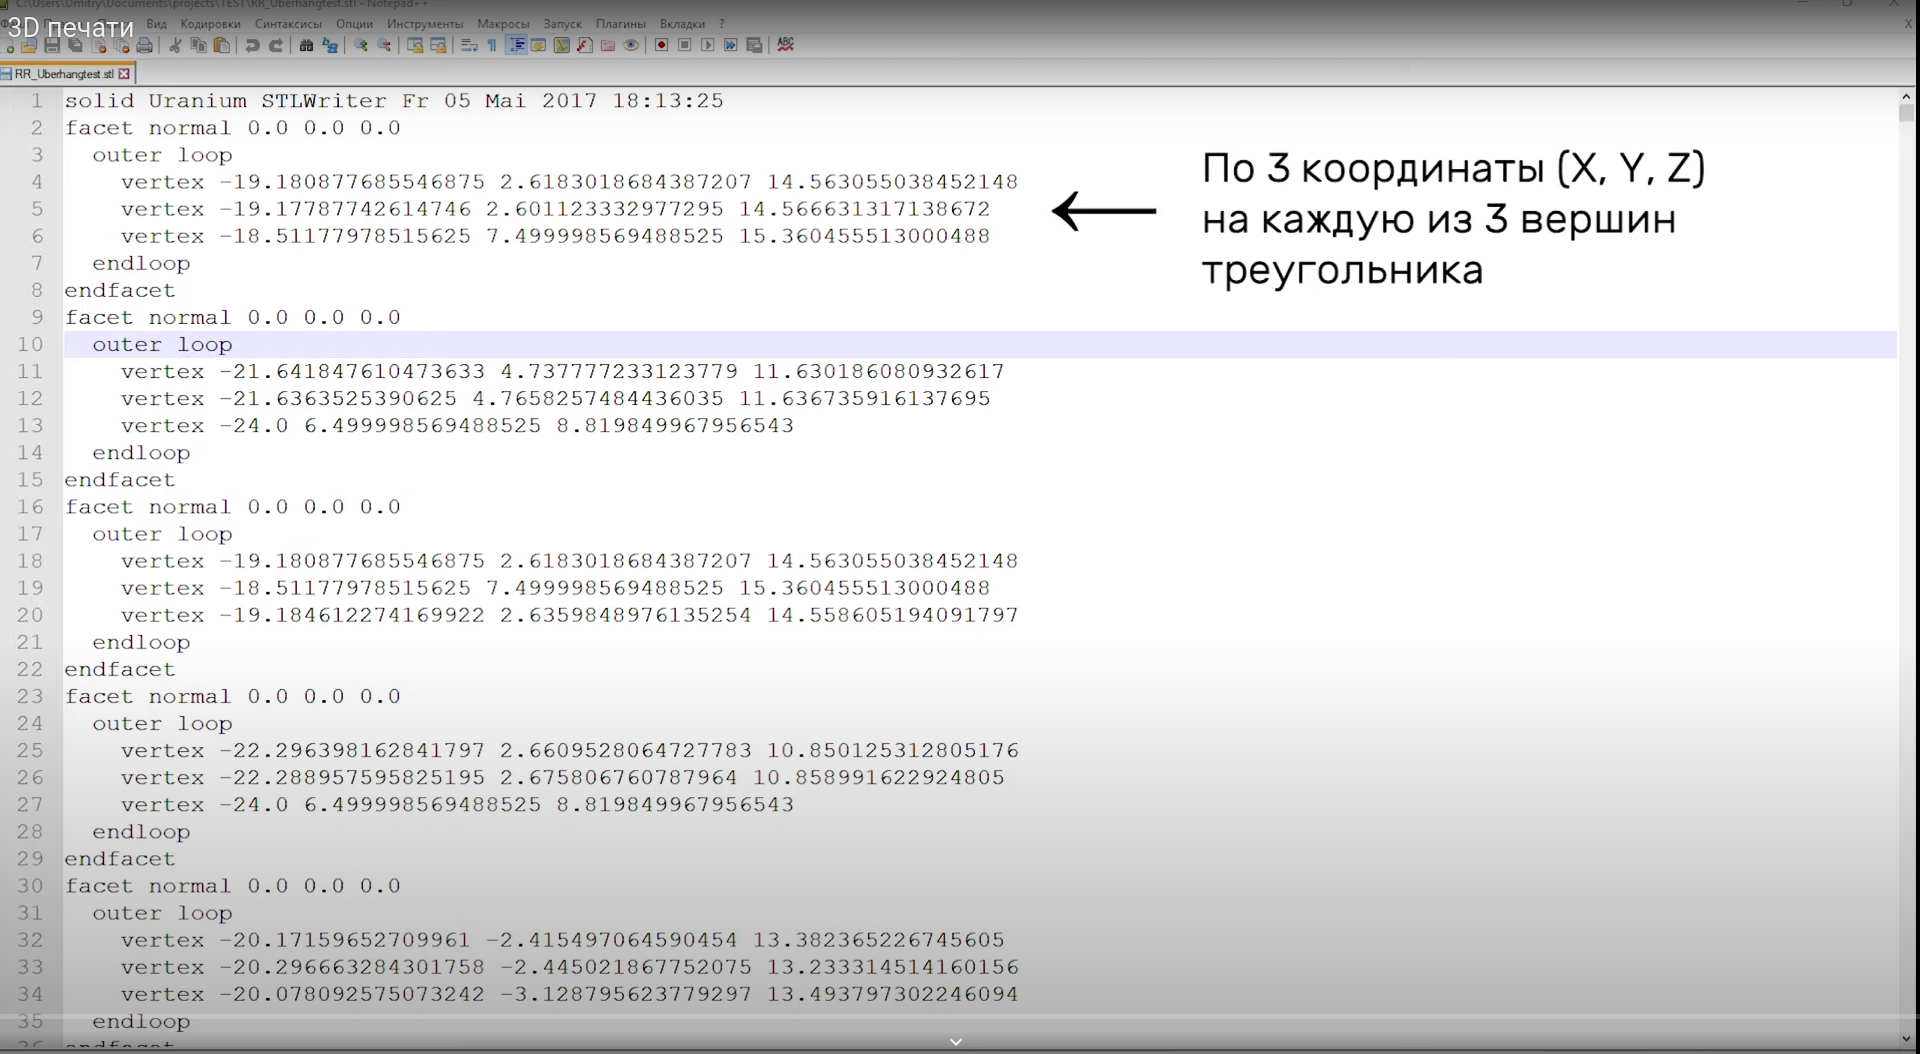 C:\Users\Dmitry\Documents\projects\TEST\RR_Uberhangtest.stl - Notepad++
3D печати
Вид Кодировки Синтаксисы Опции Инструменты Макросы Запуск Плагины Вкладки ? X
RR_Uberhangtest.stl
1 solid Uranium STLWriter Fr 05 Mai 2017 18:13:25
2 facet normal 0.0 0.0 0.0
3 outer loop
4 vertex -19.180877685546875 2.6183018684387207 14.563055038452148
5 vertex -19.17787742614746 2.601123332977295 14.566631317138672
6 vertex -18.51177978515625 7.499998569488525 15.360455513000488
7 endloop
8 endfacet
9 facet normal 0.0 0.0 0.0
10 outer loop
11 vertex -21.641847610473633 4.737777233123779 11.630186080932617
12 vertex -21.6363525390625 4.7658257484436035 11.636735916137695
13 vertex -24.0 6.499998569488525 8.819849967956543
14 endloop
15 endfacet
16 facet normal 0.0 0.0 0.0
17 outer loop
18 vertex -19.180877685546875 2.6183018684387207 14.563055038452148
19 vertex -18.51177978515625 7.499998569488525 15.360455513000488
20 vertex -19.184612274169922 2.6359848976135254 14.558605194091797
21 endloop
22 endfacet
23 facet normal 0.0 0.0 0.0
24 outer loop
25 vertex -22.296398162841797 2.6609528064727783 10.850125312805176
26 vertex -22.288957595825195 2.675806760787964 10.858991622924805
27 vertex -24.0 6.499998569488525 8.819849967956543
28 endloop
29 endfacet
30 facet normal 0.0 0.0 0.0
31 outer loop
32 vertex -20.17159652709961 -2.415497064590454 13.382365226745605
33 vertex -20.296663284301758 -2.445021867752075 13.233314514160156
34 vertex -20.078092575073242 -3.128795623779297 13.493797302246094
35 endloop
36 endfacet
По 3 координаты (X, Y, Z)
на каждую из 3 вершин
треугольника